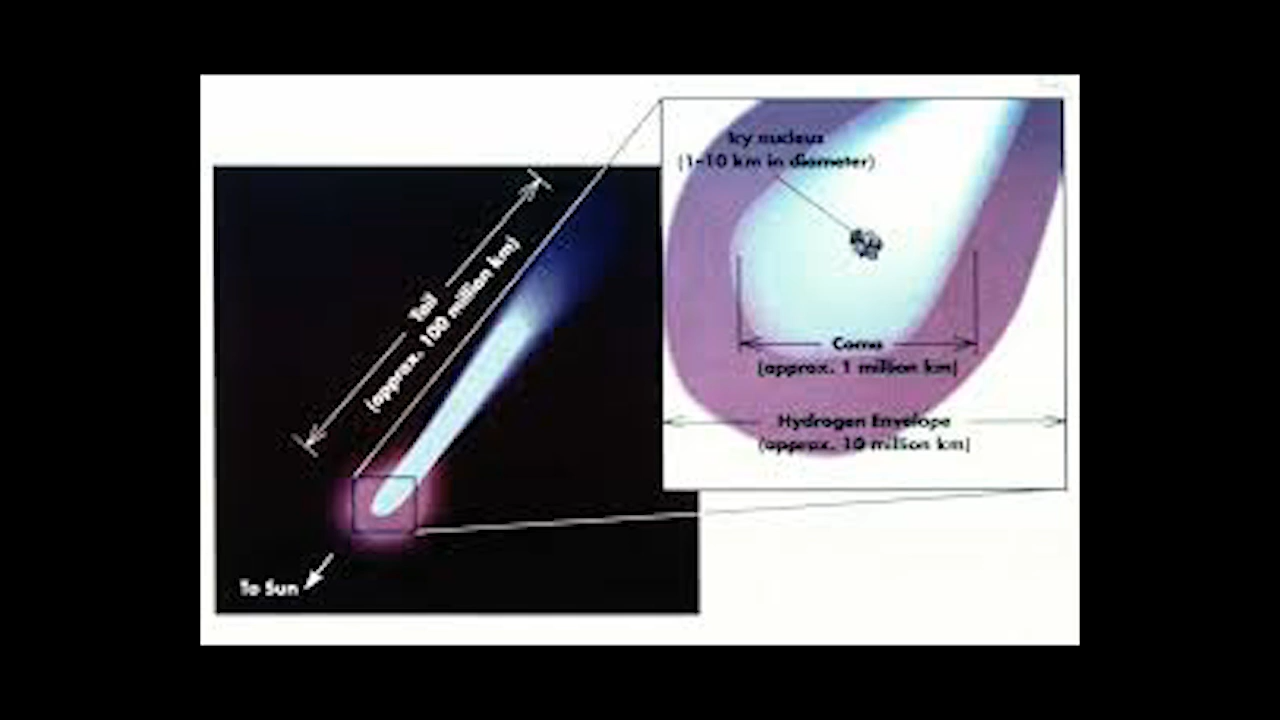 Icy nucleus
(1-10 km in diameter)
Tail
(approx. 100 million km)
Coma
(approx. 1 million km)
Hydrogen Envelope
(approx. 10 million km)
To Sun